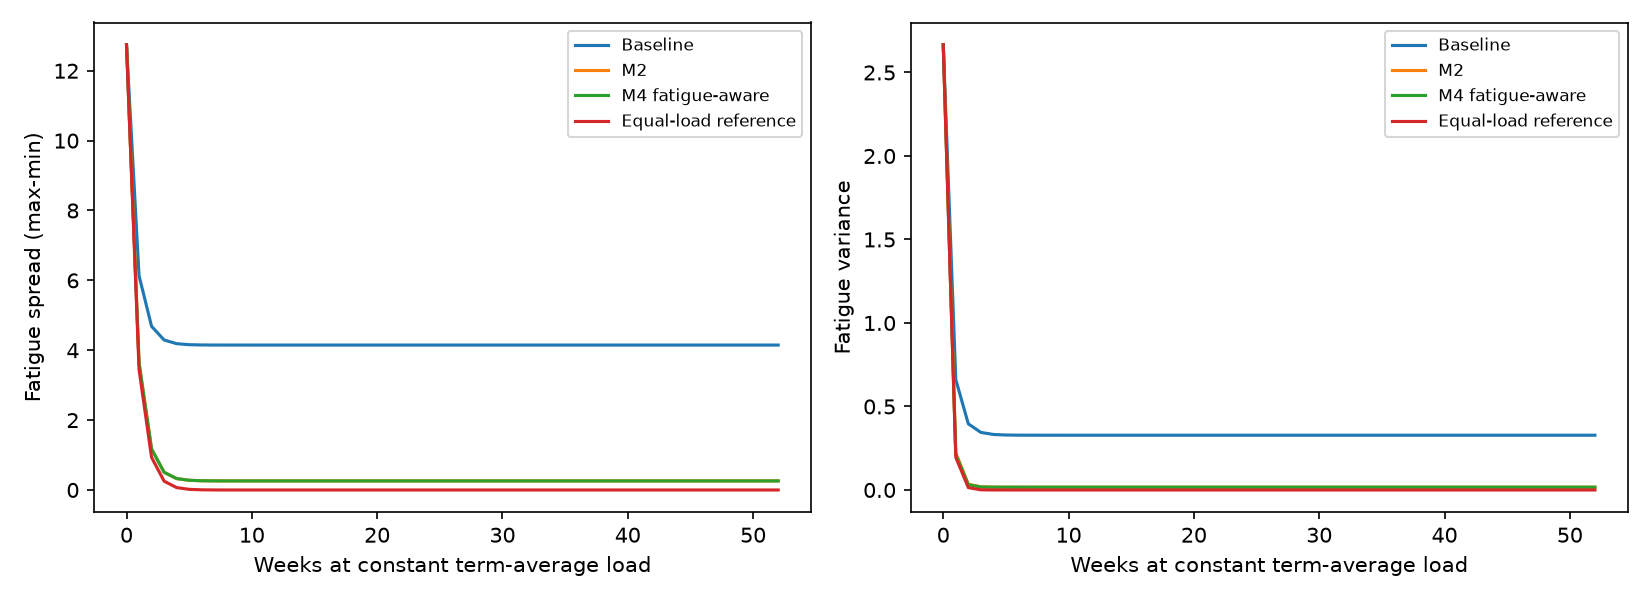 Fatigue spread (max-min)
12
10
8
6
4
2
0
0
10
20
30
40
50
Weeks at constant term-average load
Baseline
M2
M4 fatigue-aware
Equal-load reference
Fatigue variance
2.5
2.0
1.5
1.0
0.5
0.0
0
10
20
30
40
50
Weeks at constant term-average load
Baseline
M2
M4 fatigue-aware
Equal-load reference